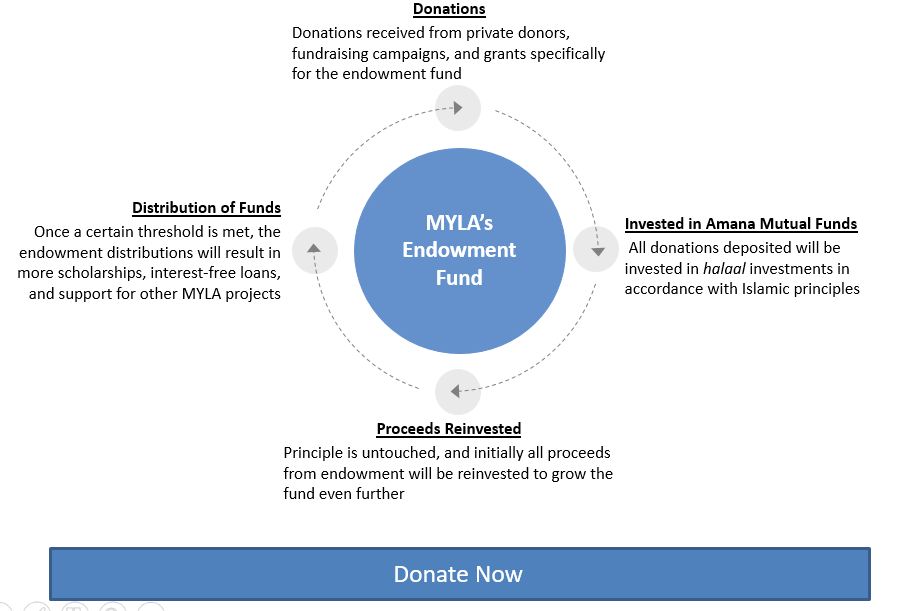 Donations
Donations received from private donors,
fundraising campaigns, and grants specifically
for the endowment fund
Distribution of Funds
Once a certain threshold is met, the
endowment distributions will result in
more scholarships, interest-free loans,
and support for other MYLA projects
MYLA's
Endowment
Fund
Invested in Amana Mutual Funds
All donations deposited will be
invested in halaal investments in
accordance with Islamic principles
Proceeds Reinvested
Principle is untouched, and initially all proceeds
from endowment will be reinvested to grow the
fund even further
Donate Now